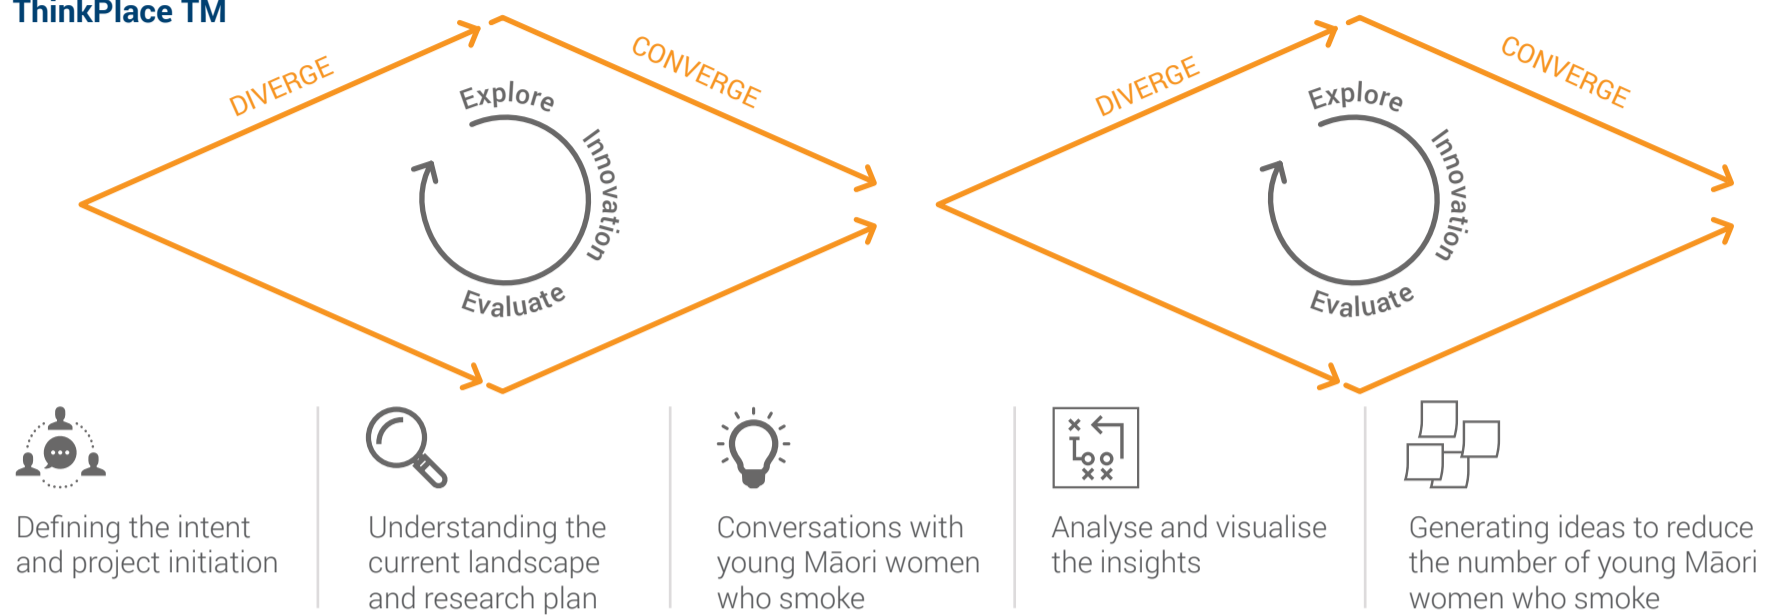 ThinkPlace TM
DIVERGE
CONVERGE
Explore
Innovation
Evaluate
DIVERGE
CONVERGE
Explore
Innovation
Evaluate
Defining the intent
and project initiation
Understanding the
current landscape
and research plan
Conversations with
young Māori women
who smoke
Analyse and visualise
the insights
Generating ideas to reduce
the number of young Māori
women who smoke